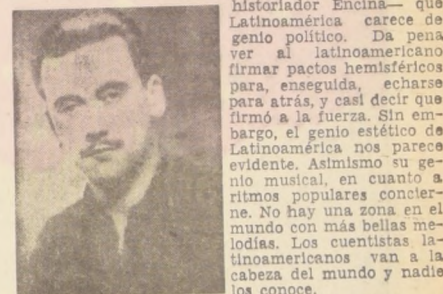 historiador Encina— que
Latinoamérica carece de
genio político. Da pena
ver al latinoamericano
firmar pactos hemisféricos
para, enseguida, echarse
para atrás, y casi decir que
firmó a la fuerza. Sin em-
bargo, el genio estético de
Latinoamérica nos parece
evidente. Asimismo su ge-
nio musical, en cuanto a
ritmos populares concier-
ne. No hay una zona en el
mundo con más bellas me-
lodías. Los cuentistas la-
tinoamericanos van a la
cabeza del mundo y nadie
los conoce.